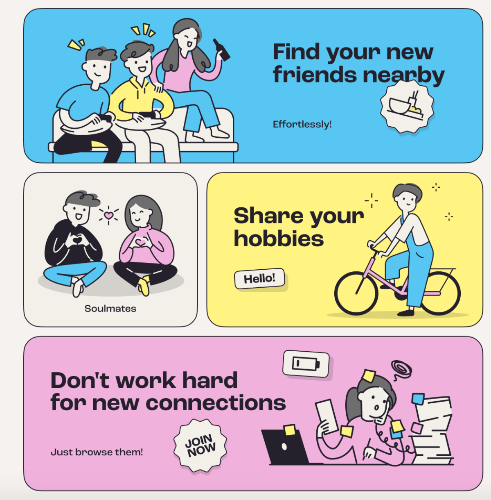 Find your new
friends nearby
Effortlessly!
Soulmates
Share your
hobbies
Hello!
Don't work hard
for new connections
Just browse them!
JOIN
NOW